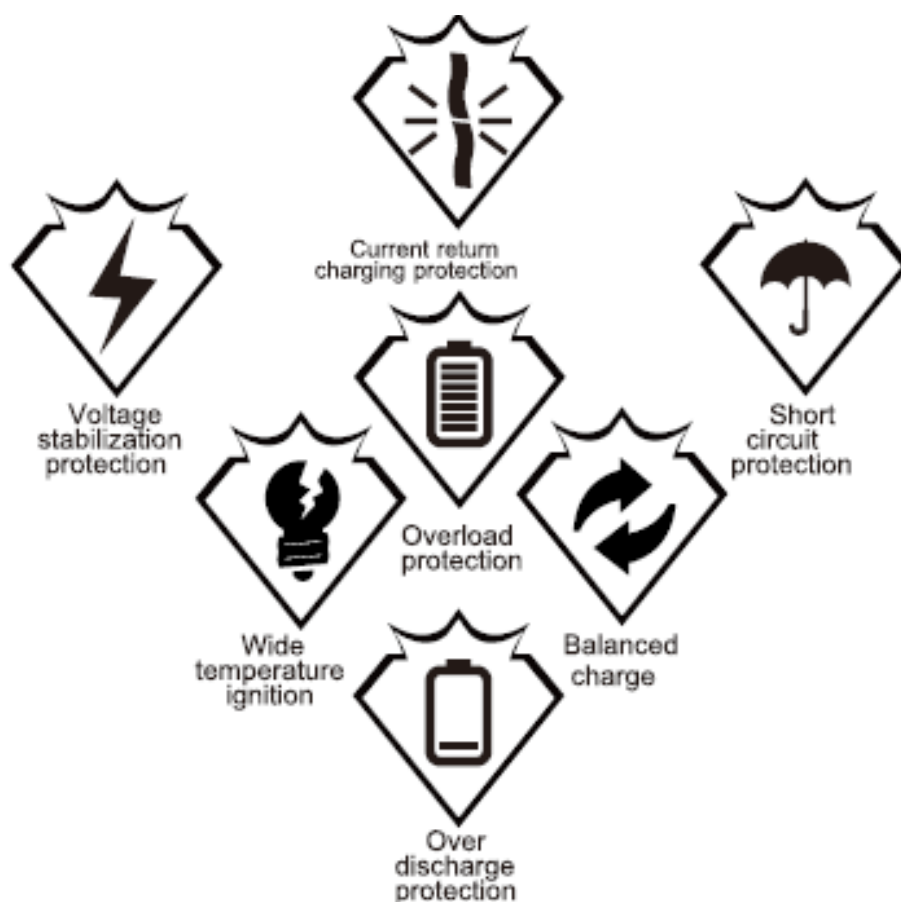 Current return
charging protection
Voltage
stabilization
protection
Short
circuit
protection
Overload
protection
Wide
temperature
ignition
Balanced
charge
Over
discharge
protection